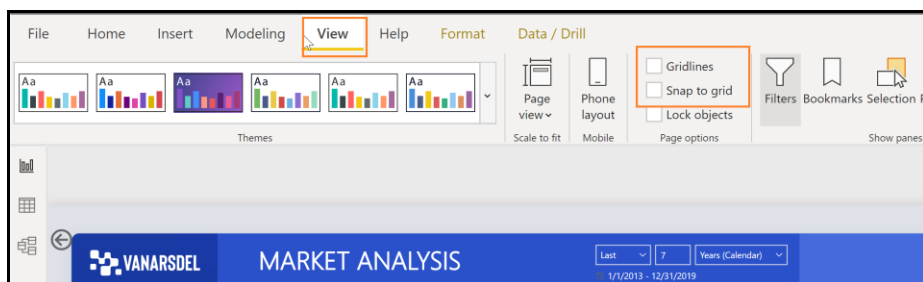 File Home Insert Modeling View Help Format Data / Drill
Aa Aa Aa Aa Aa Aa
Gridlines
Snap to grid
Lock objects
Page view
Phone layout
Filters Bookmarks Selection
Themes Scale to fit Mobile Page options Show panes
VANARSDEL MARKET ANALYSIS
Last 7 Years (Calendar)
1/1/2013 - 12/31/2019